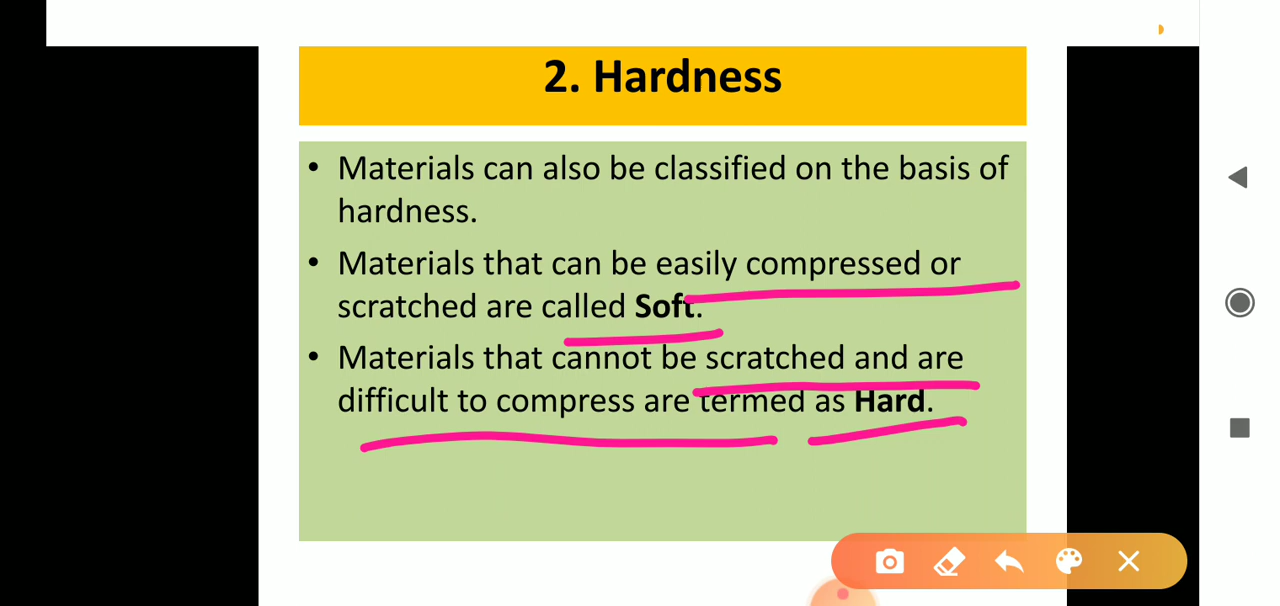 2. Hardness
• Materials can also be classified on the basis of
hardness.
• Materials that can be easily compressed or
scratched are called Soft.
• Materials that cannot be scratched and are
difficult to compress are termed as Hard.